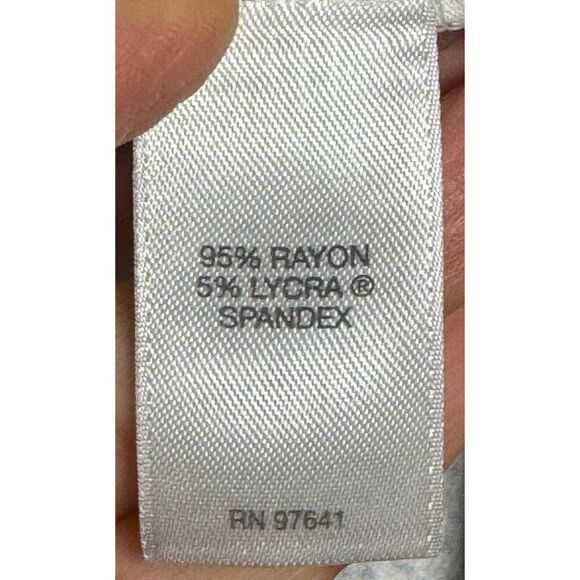 95% RAYON
5% LYCRA ®
SPANDEX
RN 97641